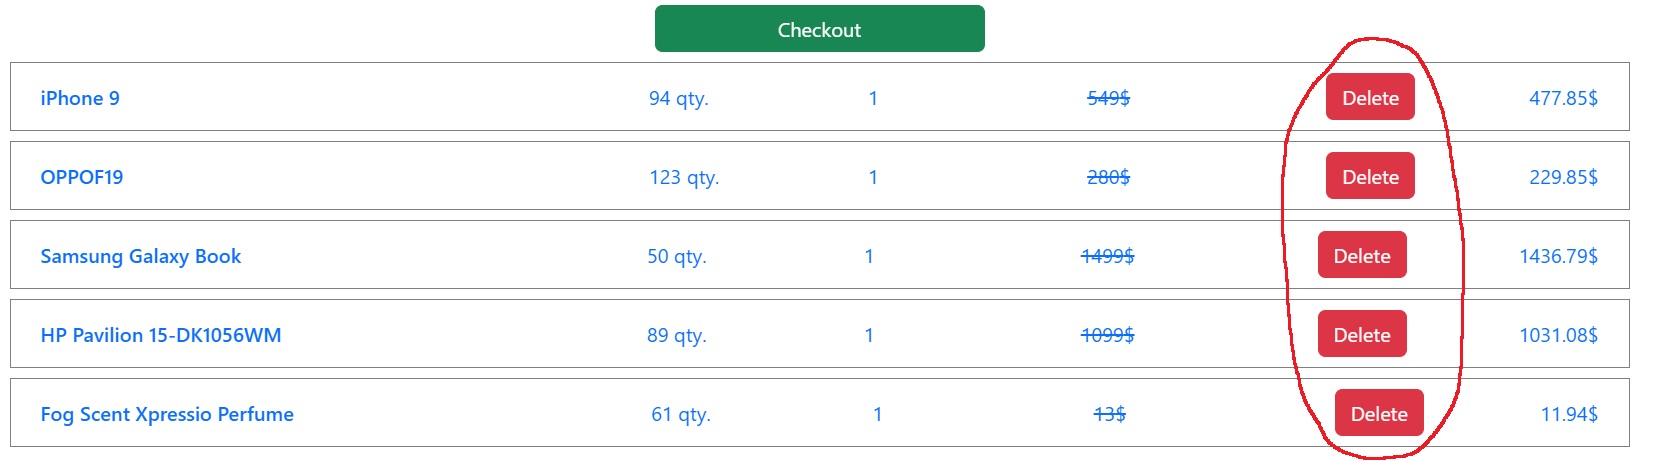 Checkout
iPhone 9 94 qty. 1 549$ Delete 477.85$
OPPOF19 123 qty. 1 280$ Delete 229.85$
Samsung Galaxy Book 50 qty. 1 1499$ Delete 1436.79$
HP Pavilion 15-DK1056WM 89 qty. 1 1099$ Delete 1031.08$
Fog Scent Xpressio Perfume 61 qty. 1 13$ Delete 11.94$